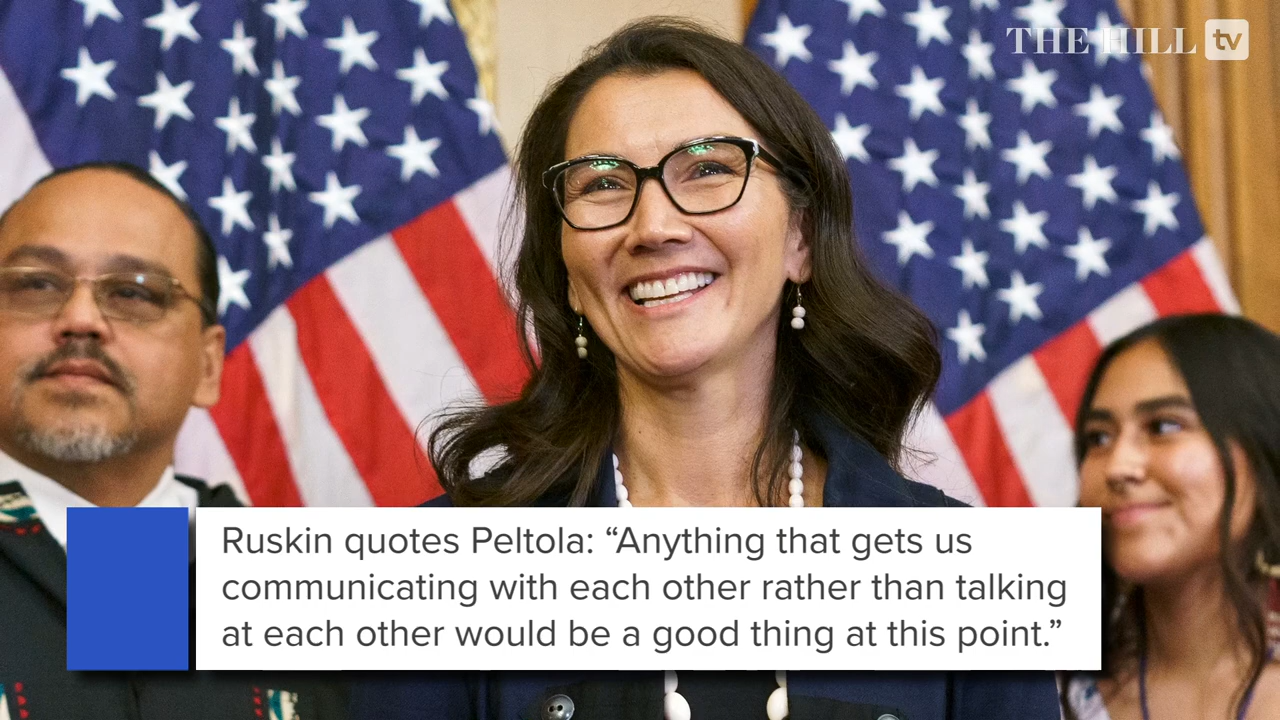 THE HILL tv
Ruskin quotes Peltola: “Anything that gets us
communicating with each other rather than talking
at each other would be a good thing at this point.”